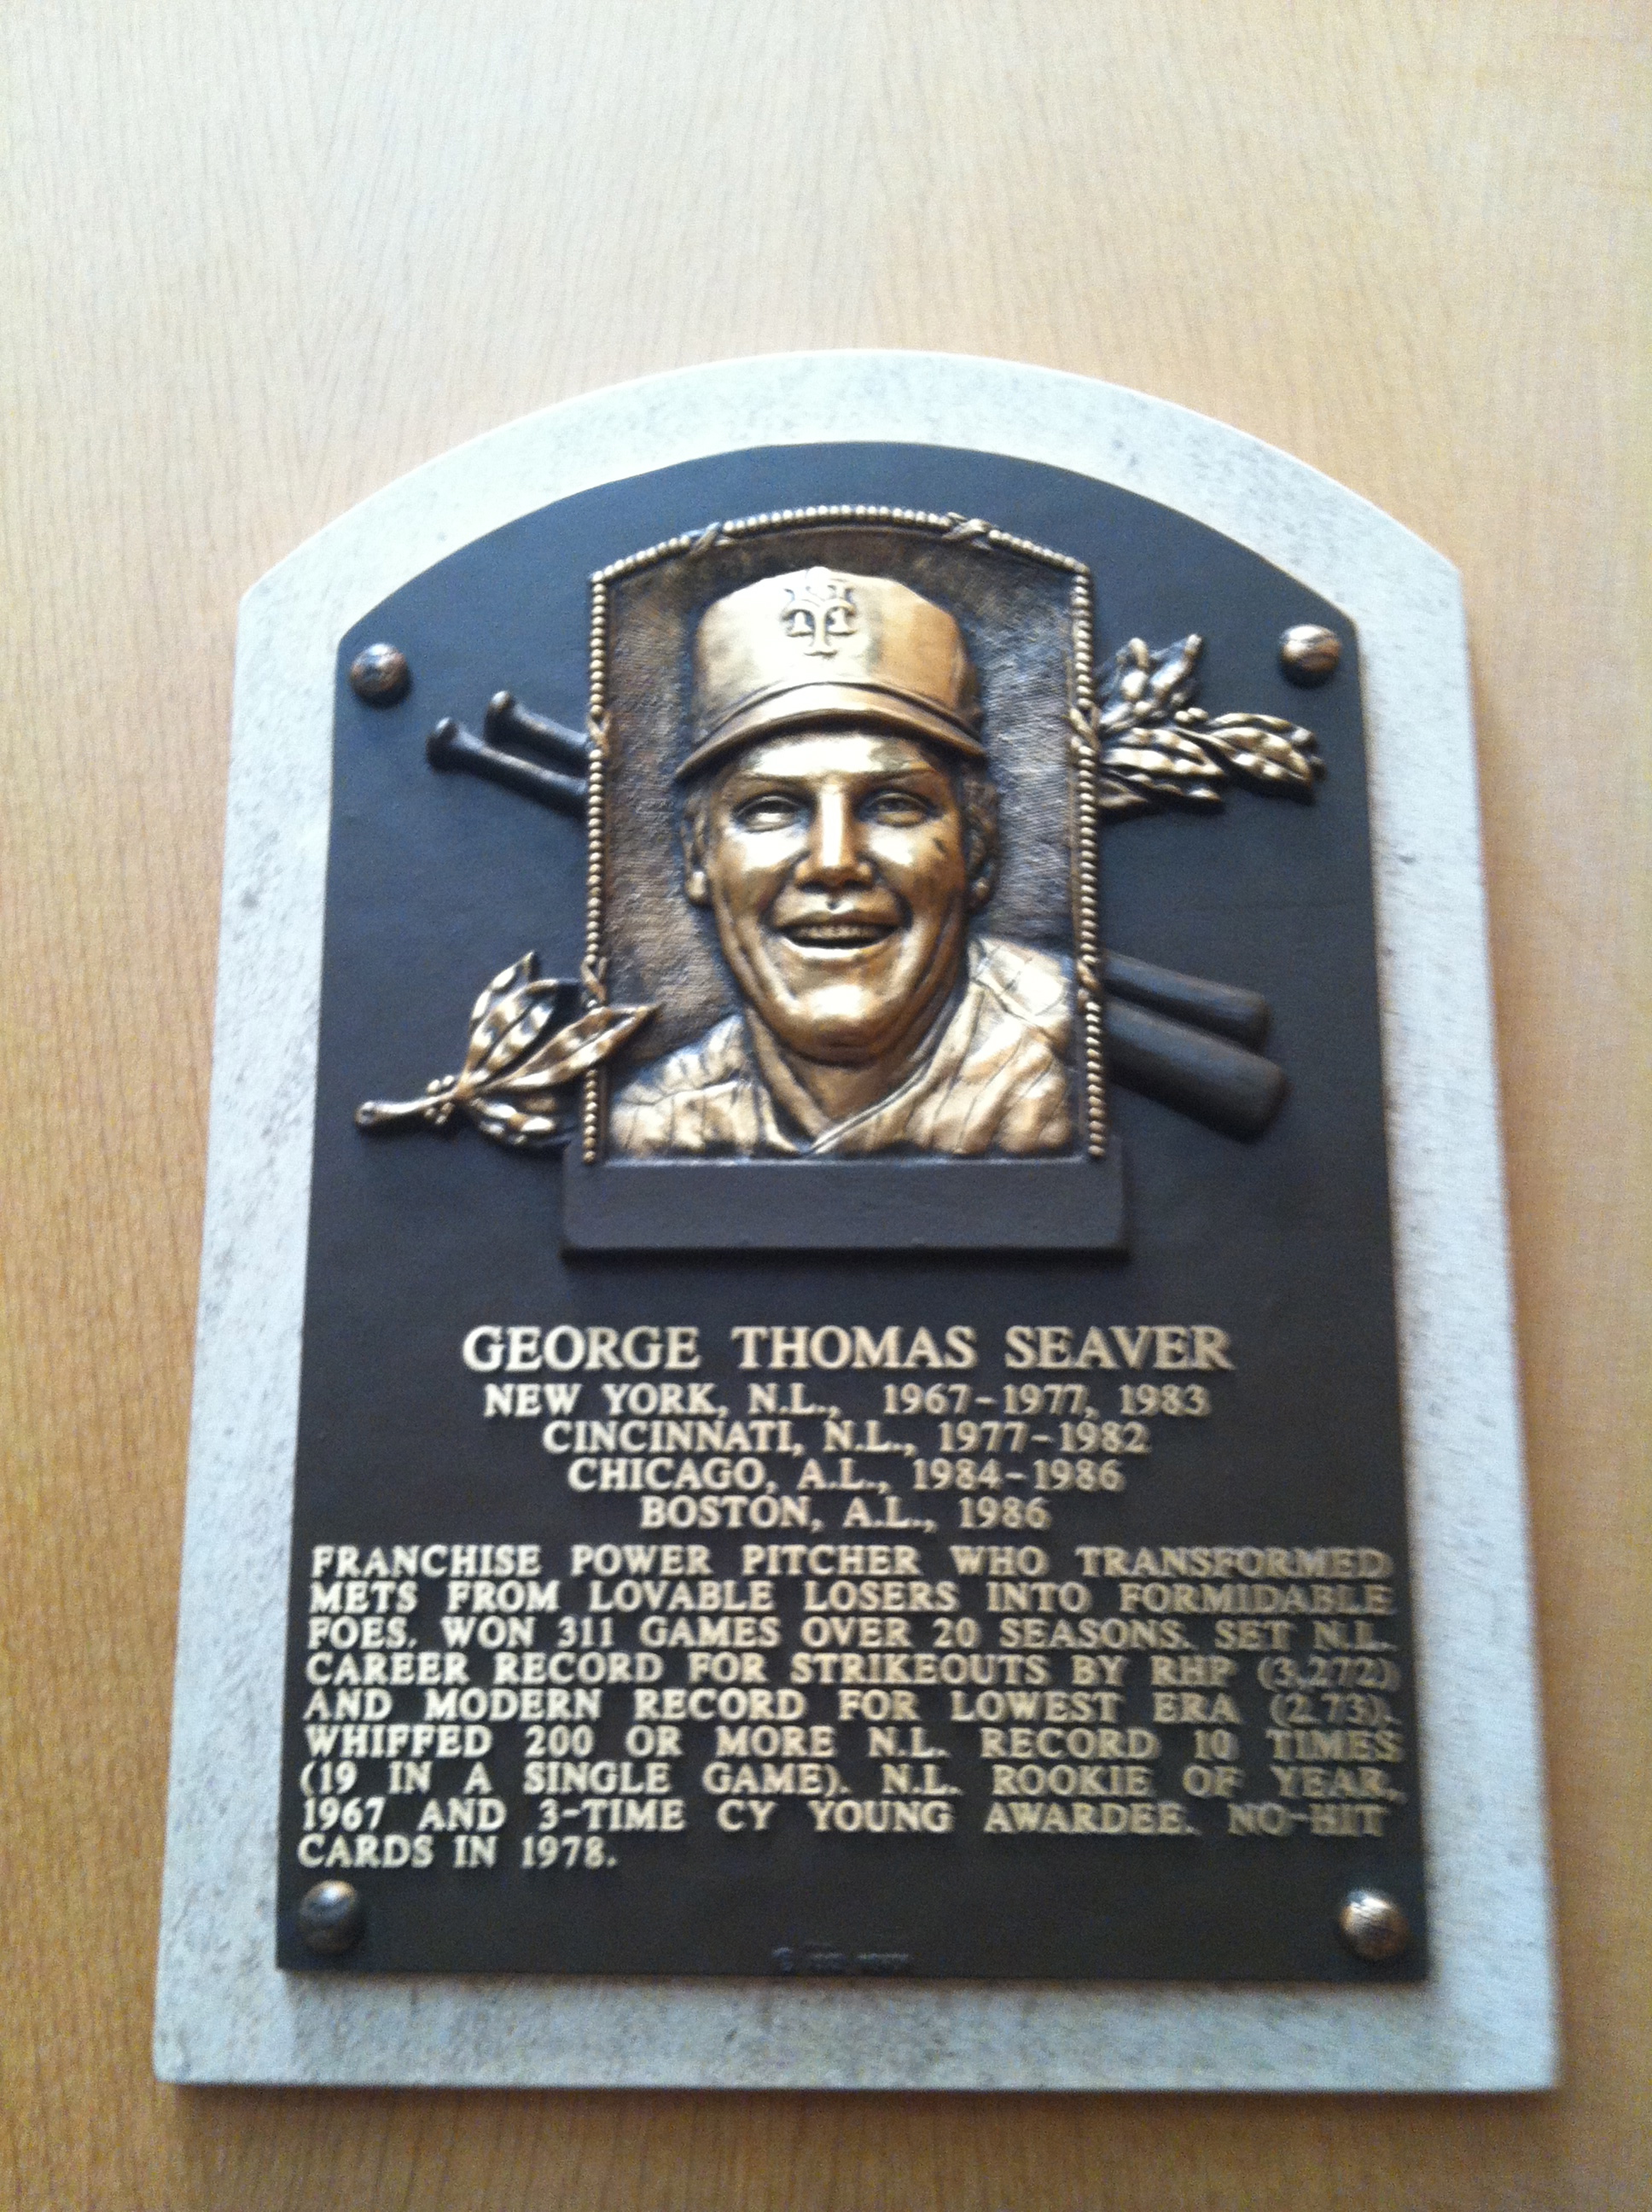 NY
GEORGE THOMAS SEAVER
NEW YORK, N.L., 1967-1977, 1983
CINCINNATI, N.L., 1977-1982
CHICAGO, A.L., 1984-1986
BOSTON, A.L., 1986
FRANCHISE POWER PITCHER WHO TRANSFORMED
METS FROM LOVABLE LOSERS INTO FORMIDABLE
FOES. WON 311 GAMES OVER 20 SEASONS. SET N.L.
CAREER RECORD FOR STRIKEOUTS BY RHP (3,272)
AND MODERN RECORD FOR LOWEST ERA (2.73).
WHIFFED 200 OR MORE N.L. RECORD 10 TIMES
(19 IN A SINGLE GAME). N.L. ROOKIE OF YEAR,
1967 AND 3-TIME CY YOUNG AWARDEE. NO-HIT
CARDS IN 1978.